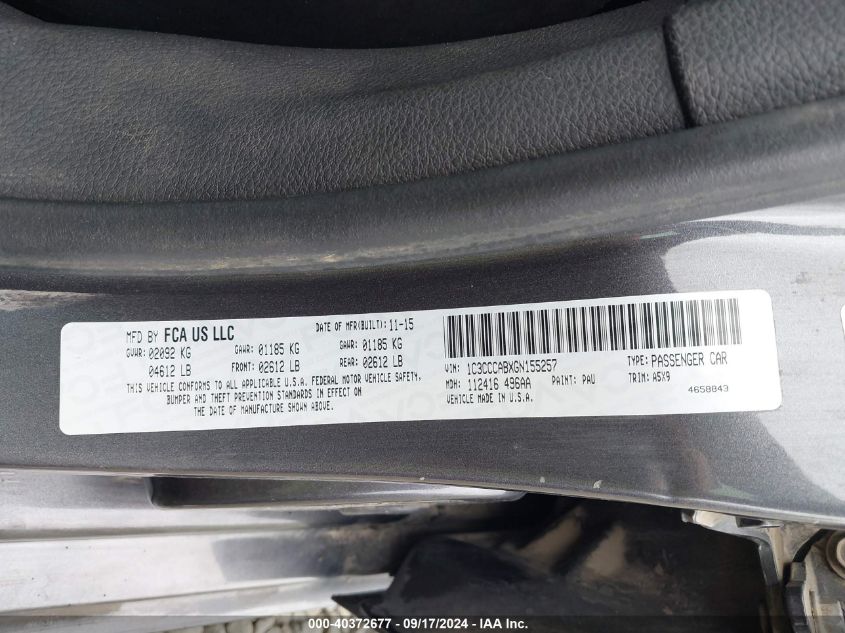 MFD BY FCA US LLC DATE OF MFR(BUILT): 11-15
GVWR: 02092 KG GAWR: 01185 KG GAWR: 01185 KG
04612 LB FRONT: 02612 LB REAR: 02612 LB
THIS VEHICLE CONFORMS TO ALL APPLICABLE U.S.A. FEDERAL MOTOR VEHICLE SAFETY,
BUMPER AND THEFT PREVENTION STANDARDS IN EFFECT ON
THE DATE OF MANUFACTURE SHOWN ABOVE.
VIN: 1C3CCCABXGN155257 TYPE: PASSENGER CAR
MDH: 112416 496AA PAINT: PAU TRIM: A5X9
VEHICLE MADE IN U.S.A. 4658843
000-40372677 - 09/17/2024 - IAA Inc.